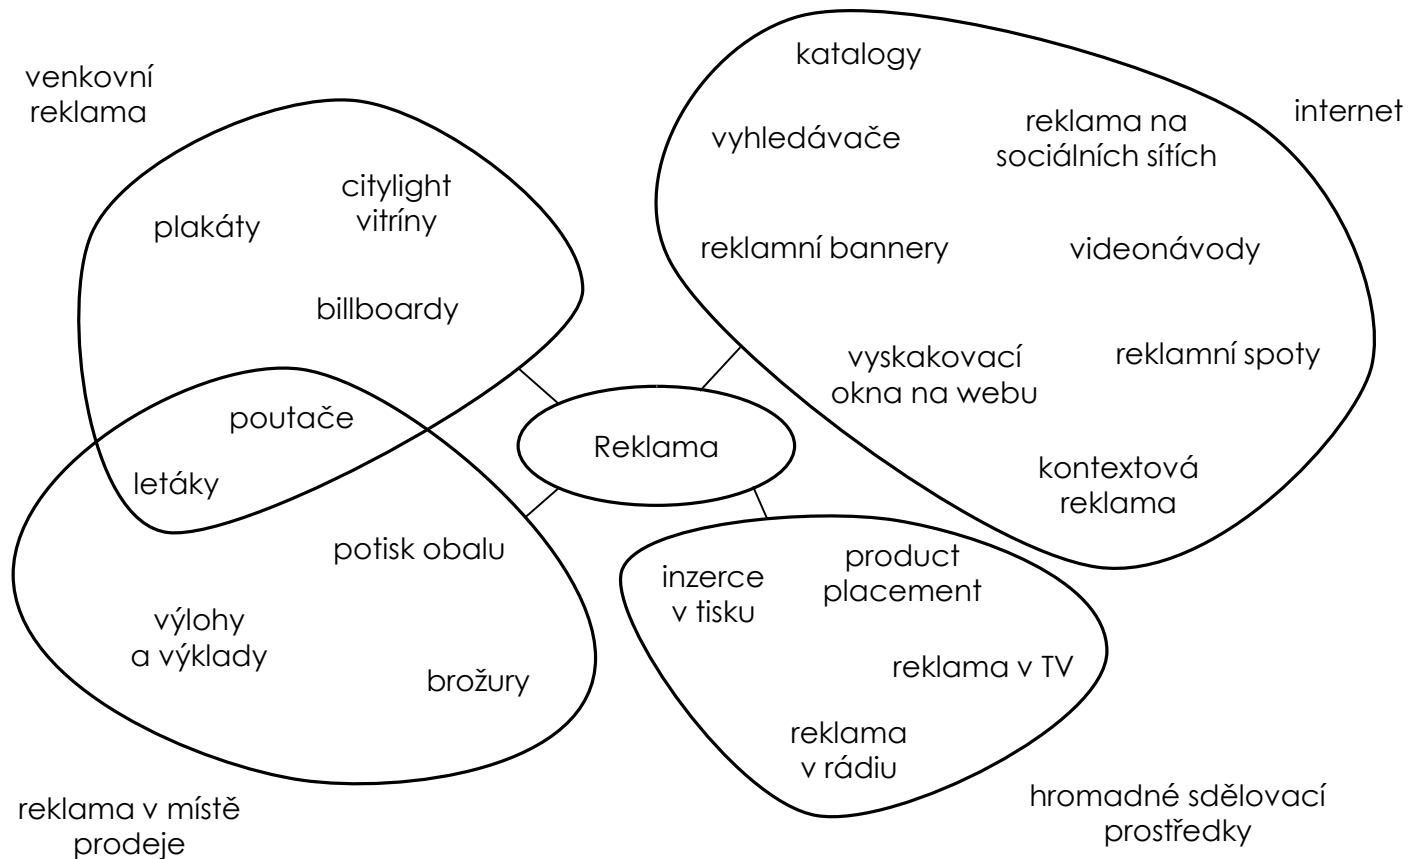 venkovní
reklama
plakáty
citylight
vitríny
billboardy
poutače
letáky
potisk obalu
výlohy
a výklady
brožury
reklama v místě
prodeje
Reklama
katalogy
vyhledávače
reklama na
sociálních sítích
internet
reklamní bannery
videonávody
vyskakovací
okna na webu
reklamní spoty
kontextová
reklama
inzerce
v tisku
product
placement
reklama v TV
reklama
v rádiu
hromadné sdělovací
prostředky